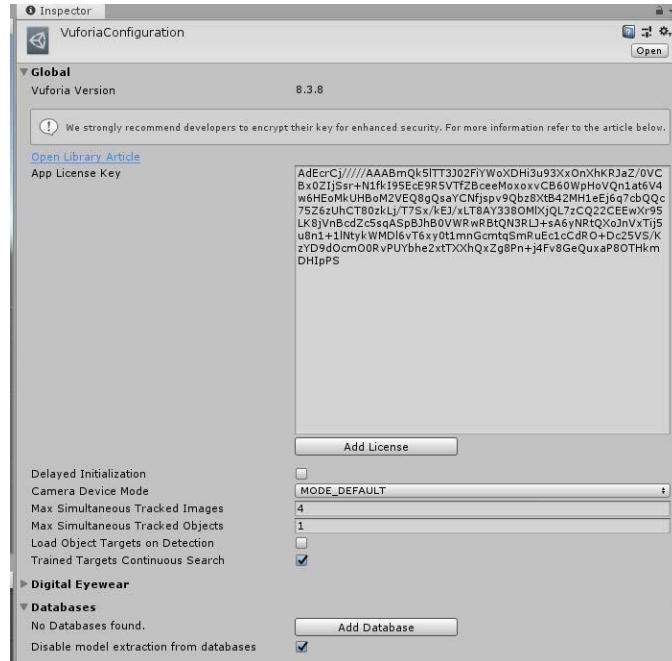 Inspector
VuforiaConfiguration
Open
Global
Vuforia Version 8.3.8
We strongly recommend developers to encrypt their key for enhanced security. For more information refer to the article below.
Open Library Article
App License Key
Add License
Delayed Initialization
Camera Device Mode MODE_DEFAULT
Max Simultaneous Tracked Images 4
Max Simultaneous Tracked Objects 1
Load Object Targets on Detection
Trained Targets Continuous Search
Digital Eyewear
Databases
No Databases found. Add Database
Disable model extraction from databases